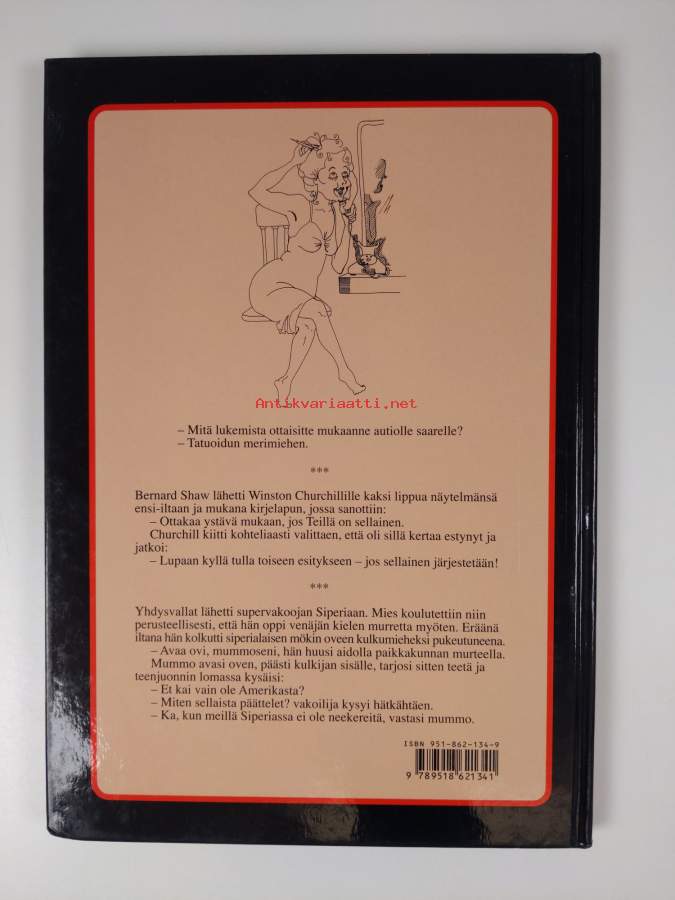 Antikvariaatti.net
– Mitä lukemista ottaisitte mukaanne autiolle saarelle?
– Tatuoidun merimiehen.
***
Bernard Shaw lähetti Winston Churchillille kaksi lippua näytelmänsä
ensi-iltaan ja mukana kirjelapun, jossa sanottiin:
– Ottakaa ystävä mukaan, jos Teillä on sellainen.
Churchill kiitti kohteliaasti valittaen, että oli sillä kertaa estynyt ja
jatkoi:
– Lupaan kyllä tulla toiseen esitykseen – jos sellainen järjestetään!
***
Yhdysvallat lähetti supervakoojan Siperiaan. Mies koulutettiin niin
perusteellisesti, että hän oppi venäjän kielen murretta myöten. Eräänä
iltana hän kolkutti siperialaisen mökin oveen kulkumieheksi pukeutuneena.
– Avaa ovi, mummoseni, hän huusi aidolla paikkakunnan murteella.
Mummo avasi oven, päästi kulkijan sisälle, tarjosi sitten teetä ja
teenjuonnin lomassa kysäisi:
– Et kai vain ole Amerikasta?
– Miten sellaista päättelet? vakoilija kysyi hätkähtäen.
– Ka, kun meillä Siperiassa ei ole neekereitä, vastasi mummo.
ISBN 951-862-134-9
9 789518 621341